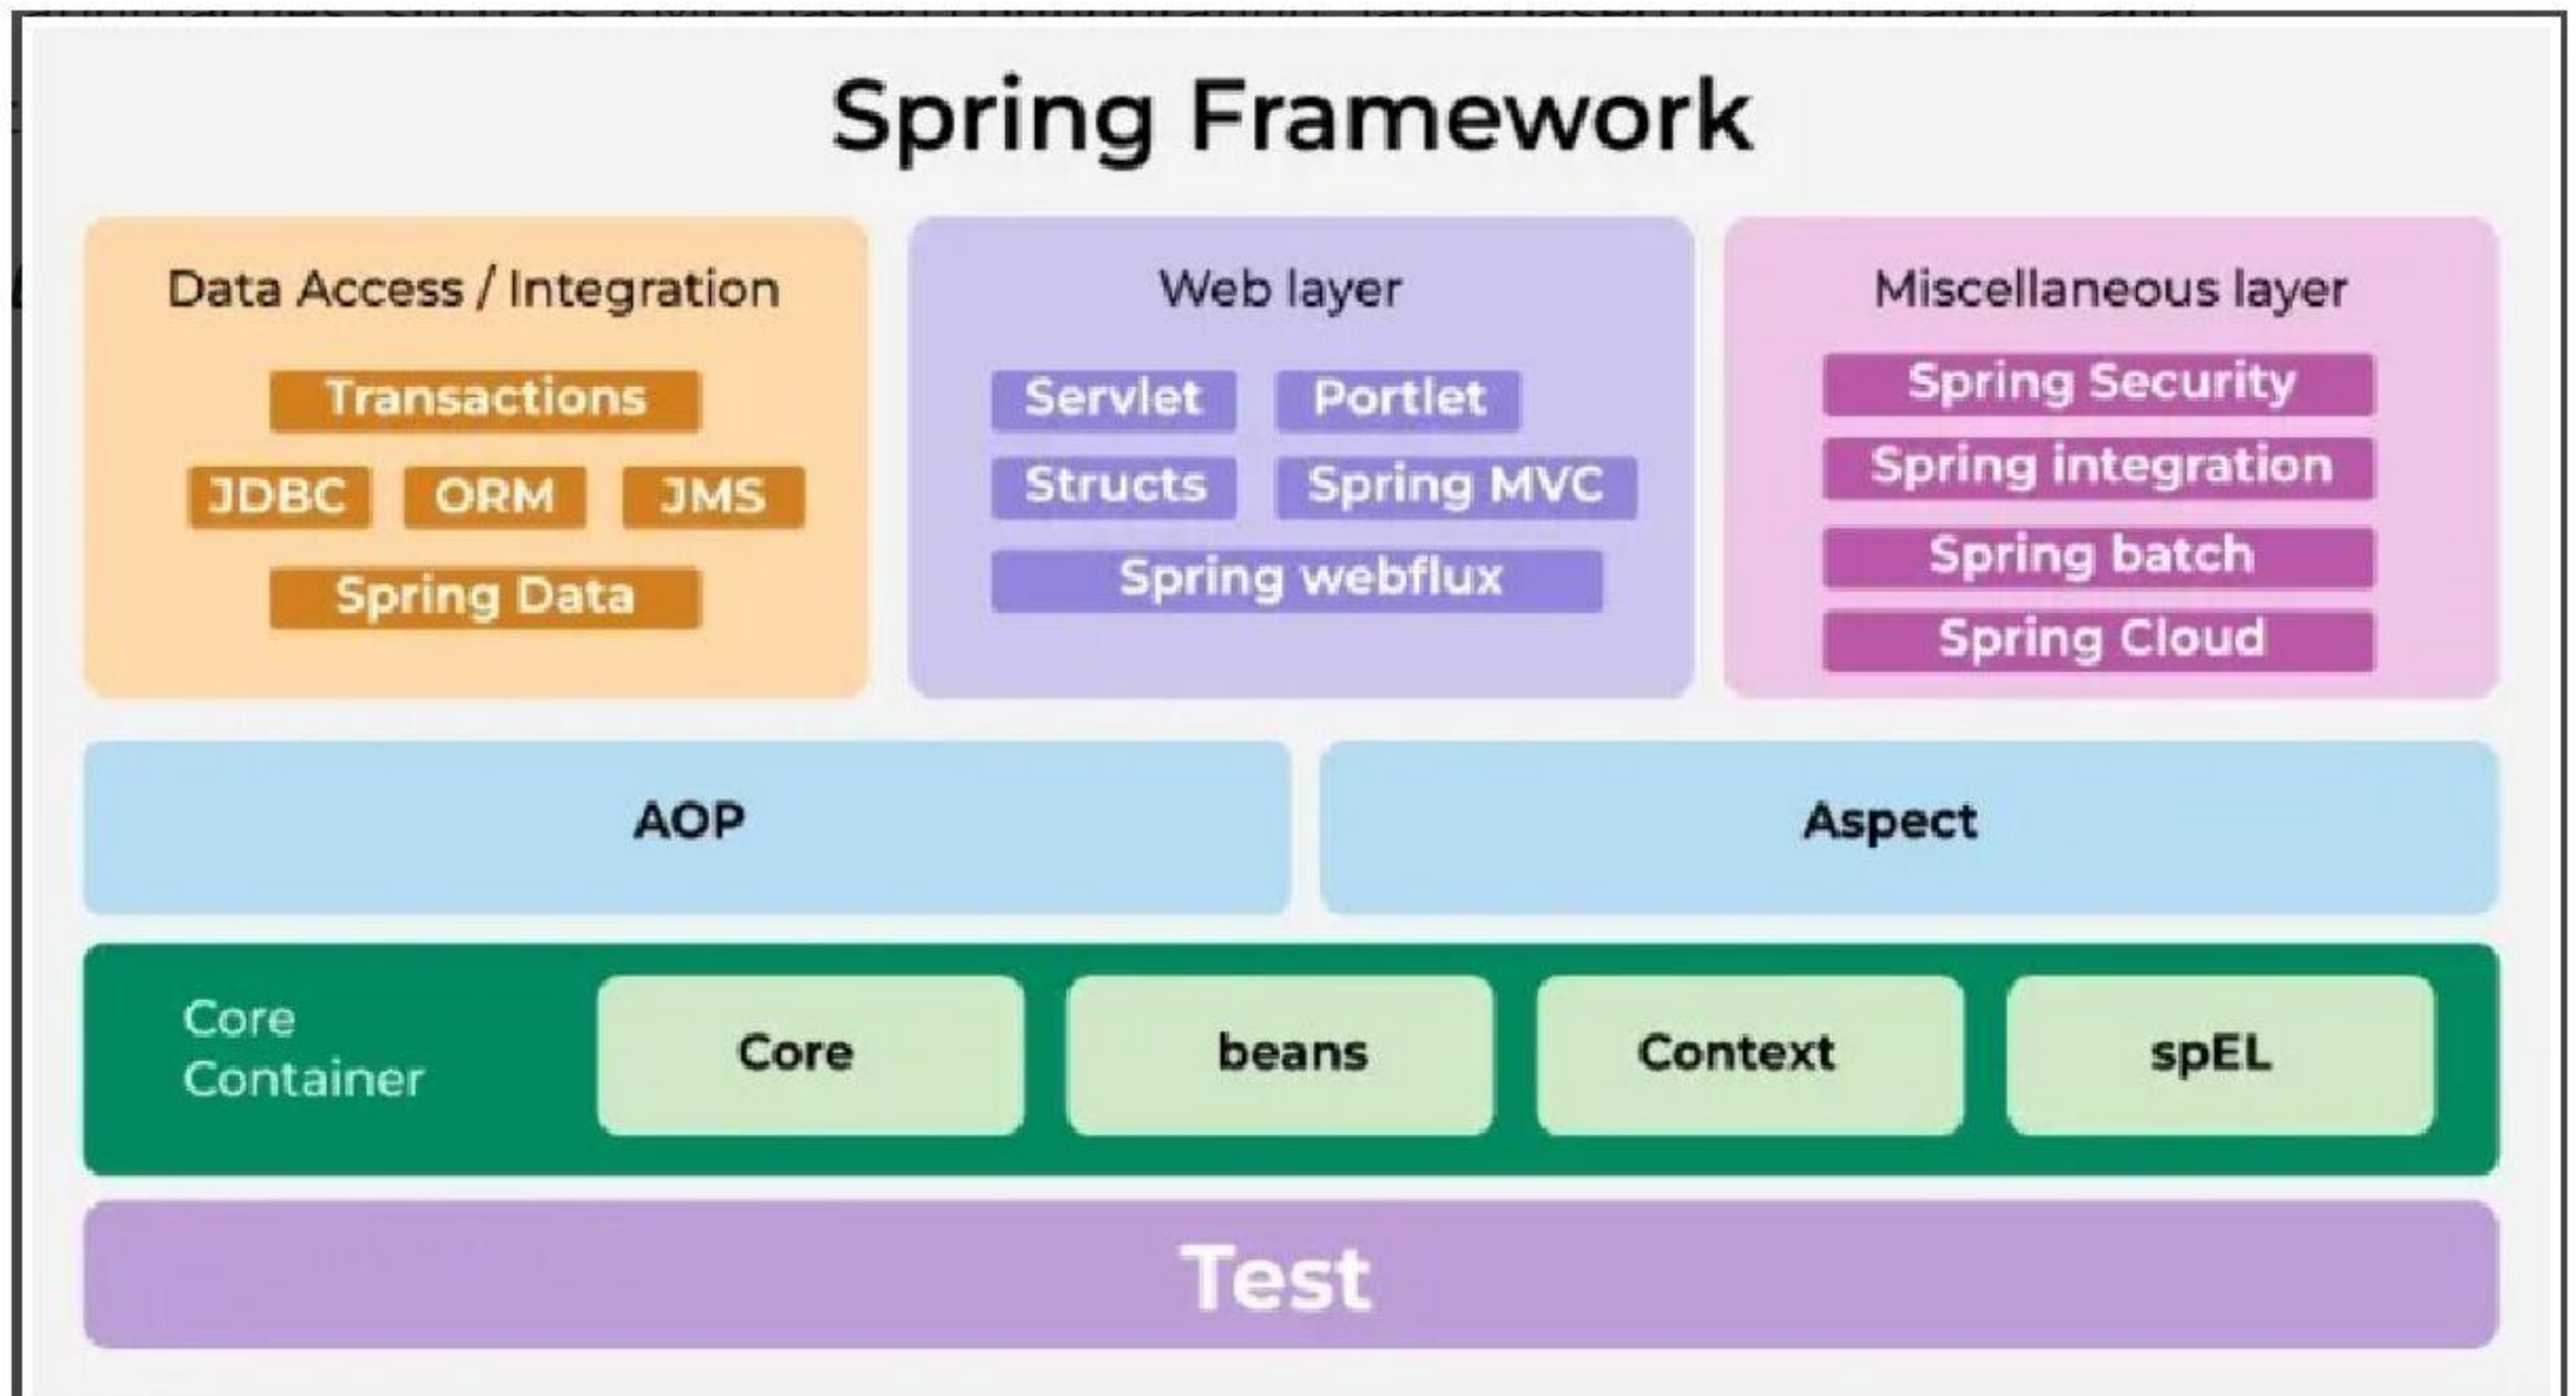 Spring Framework
Data Access / Integration
Transactions
JDBC ORM JMS
Spring Data
Web layer
Servlet Portlet
Structs Spring MVC
Spring webflux
Miscellaneous layer
Spring Security
Spring integration
Spring batch
Spring Cloud
AOP
Aspect
Core
Container
Core
beans
Context
spEL
Test